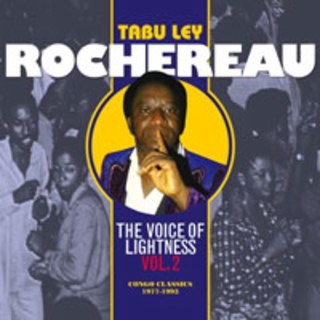 TABU LEY
ROCHEREAU
THE VOICE OF
LIGHTNESS
VOL. 2
CONGO CLASSICS
1977-1993